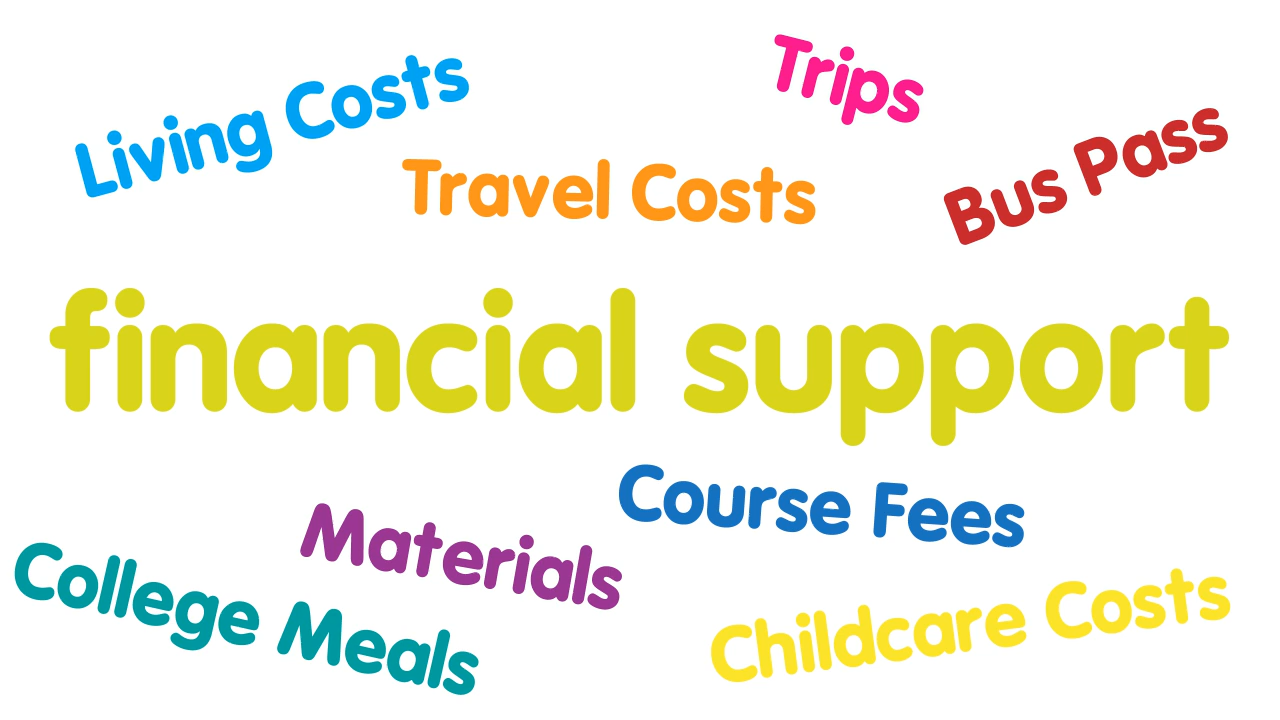 Living Costs
Trips
Travel Costs
Bus Pass
financial support
Course Fees
Materials
College Meals
Childcare Costs